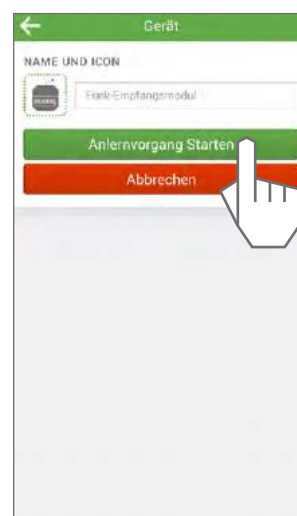 Gerät
NAME UND ICON
Funk-Empfangsmodul
Anlernvorgang Starten
Abbrechen